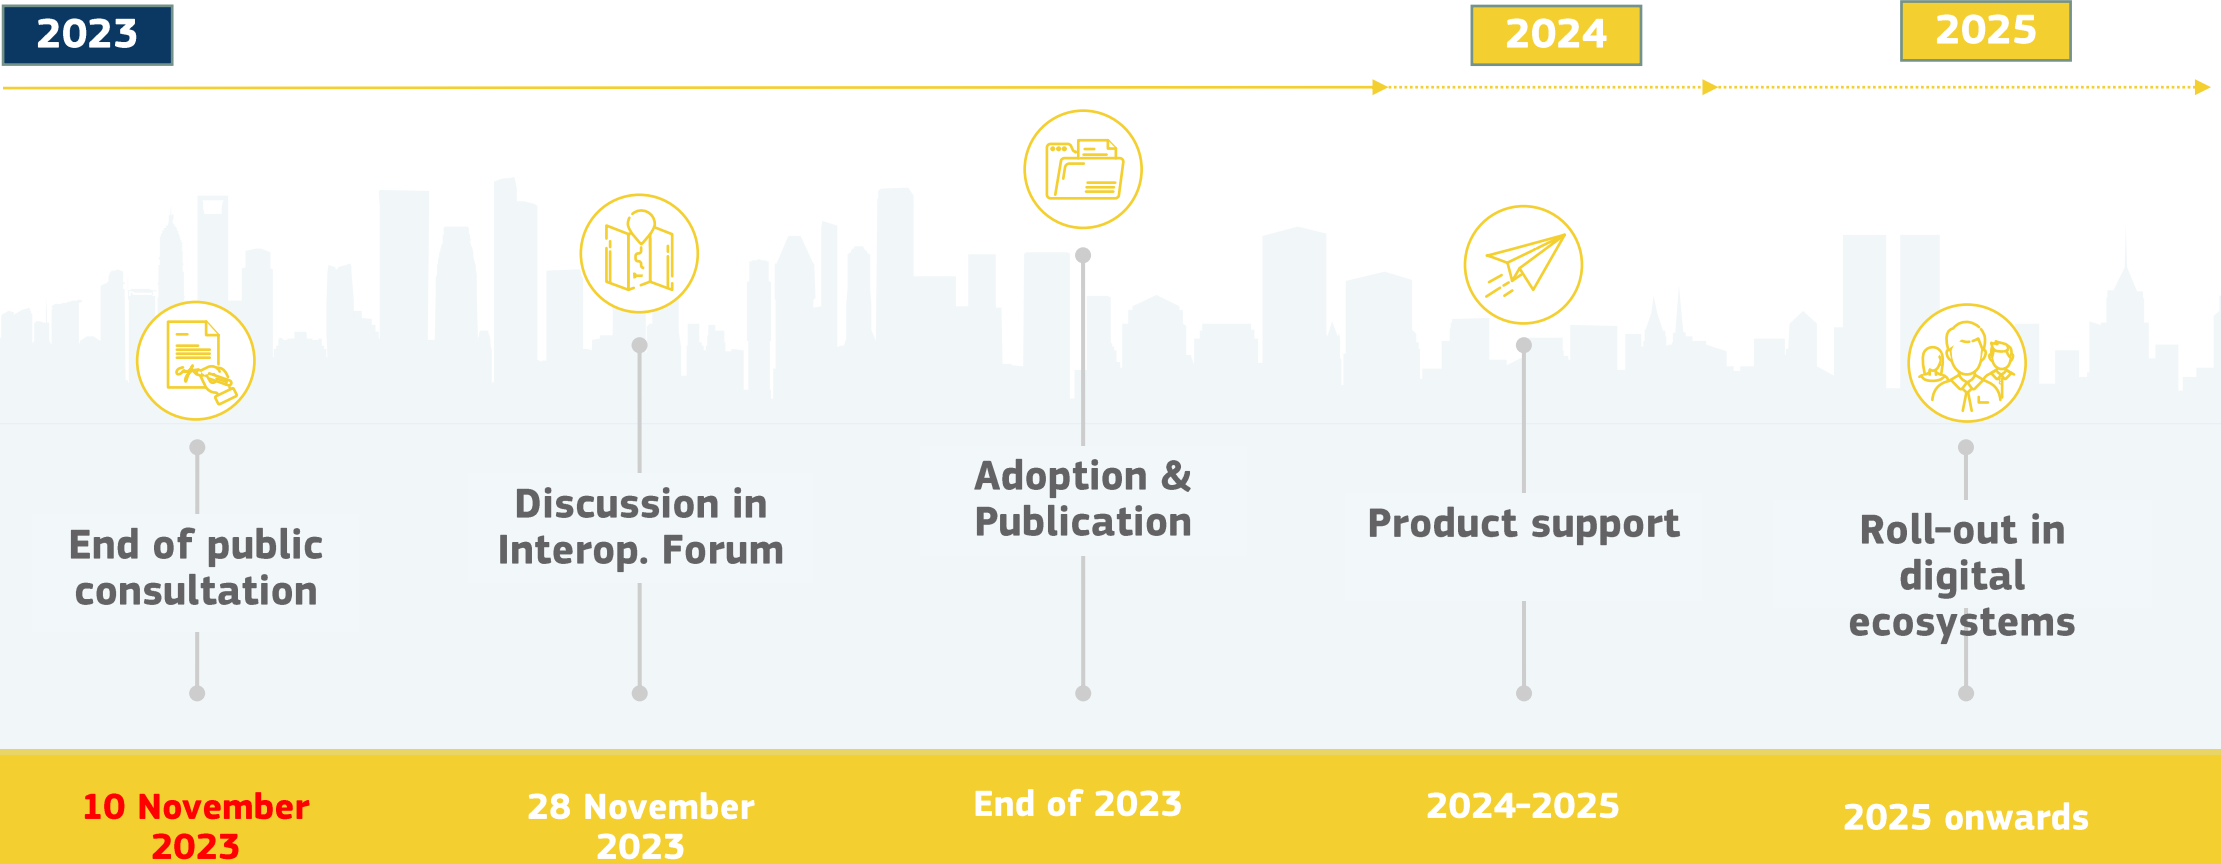 2023
2024
2025
End of public
consultation
Discussion in
Interop. Forum
Adoption &
Publication
Product support
Roll-out in
digital
ecosystems
10 November
2023
28 November
2023
End of 2023
2024-2025
2025 onwards